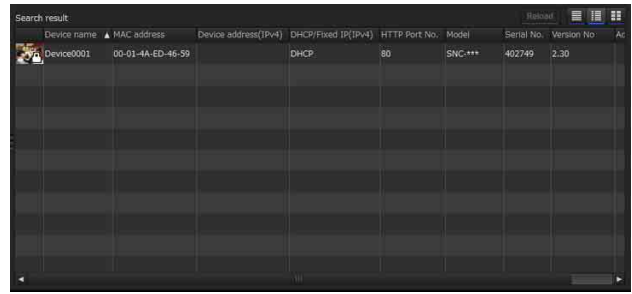 Search result
Reload
Device name ▲ MAC address Device address(IPv4) DHCP/Fixed IP(IPv4) HTTP Port No. Model Serial No. Version No Ac
Device0001 00-01-4A-ED-46-59 DHCP 80 SNC-*** 402749 2.30